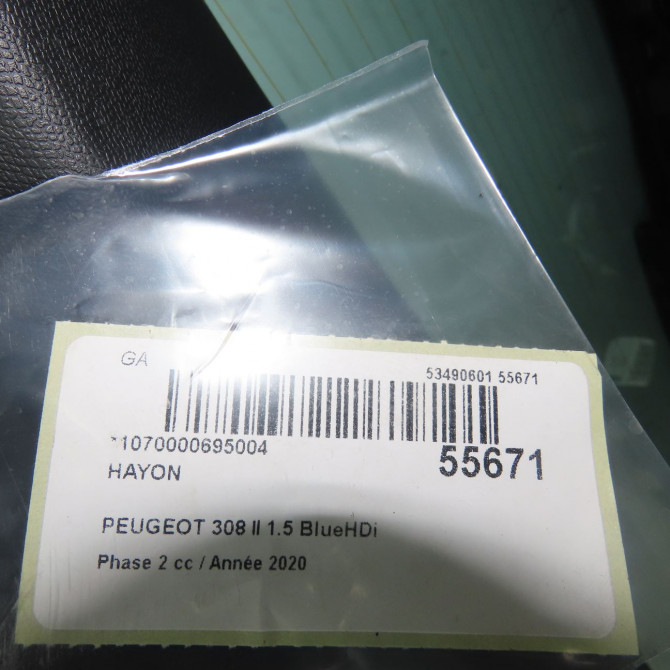 GA
53490601 55671
*1070000695004
55671
HAYON
PEUGEOT 308 II 1.5 BlueHDi
Phase 2 cc / Année 2020